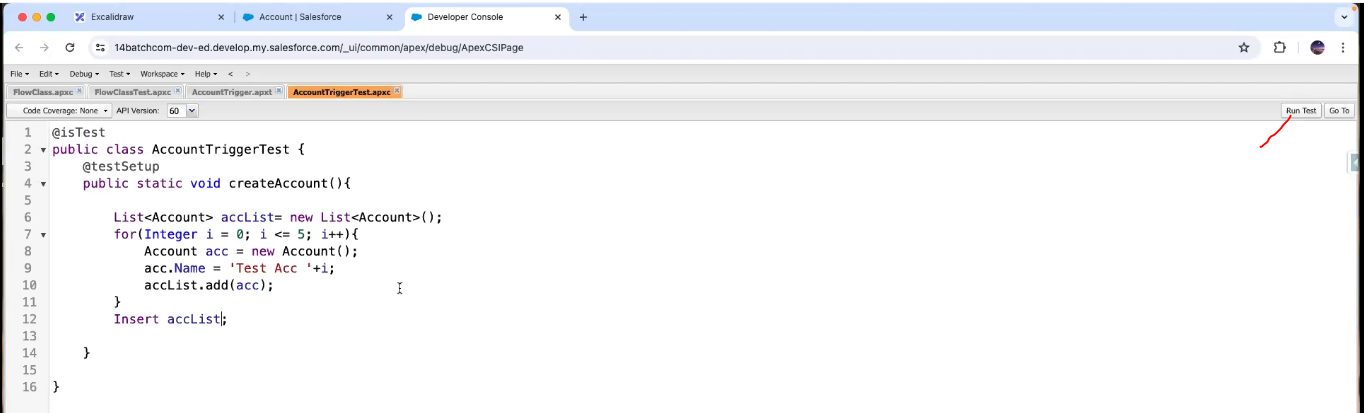 Excalidraw
Account | Salesforce
Developer Console
14batchcom-dev-ed.develop.my.salesforce.com/_ui/common/apex/debug/ApexCSIPage
File Edit Debug Test Workspace Help < >
FlowClass.apxc FlowClassTest.apxc AccountTrigger.apxt AccountTriggerTest.apxc
Code Coverage: None API Version: 60 Run Test Go To
1 @isTest
2 public class AccountTriggerTest {
3 @testSetup
4 public static void createAccount(){
5
6 List<Account> accList= new List<Account>();
7 for(Integer i = 0; i <= 5; i++){
8 Account acc = new Account();
9 acc.Name = 'Test Acc '+i;
10 accList.add(acc);
11 }
12 Insert accList;
13
14 }
15
16 }